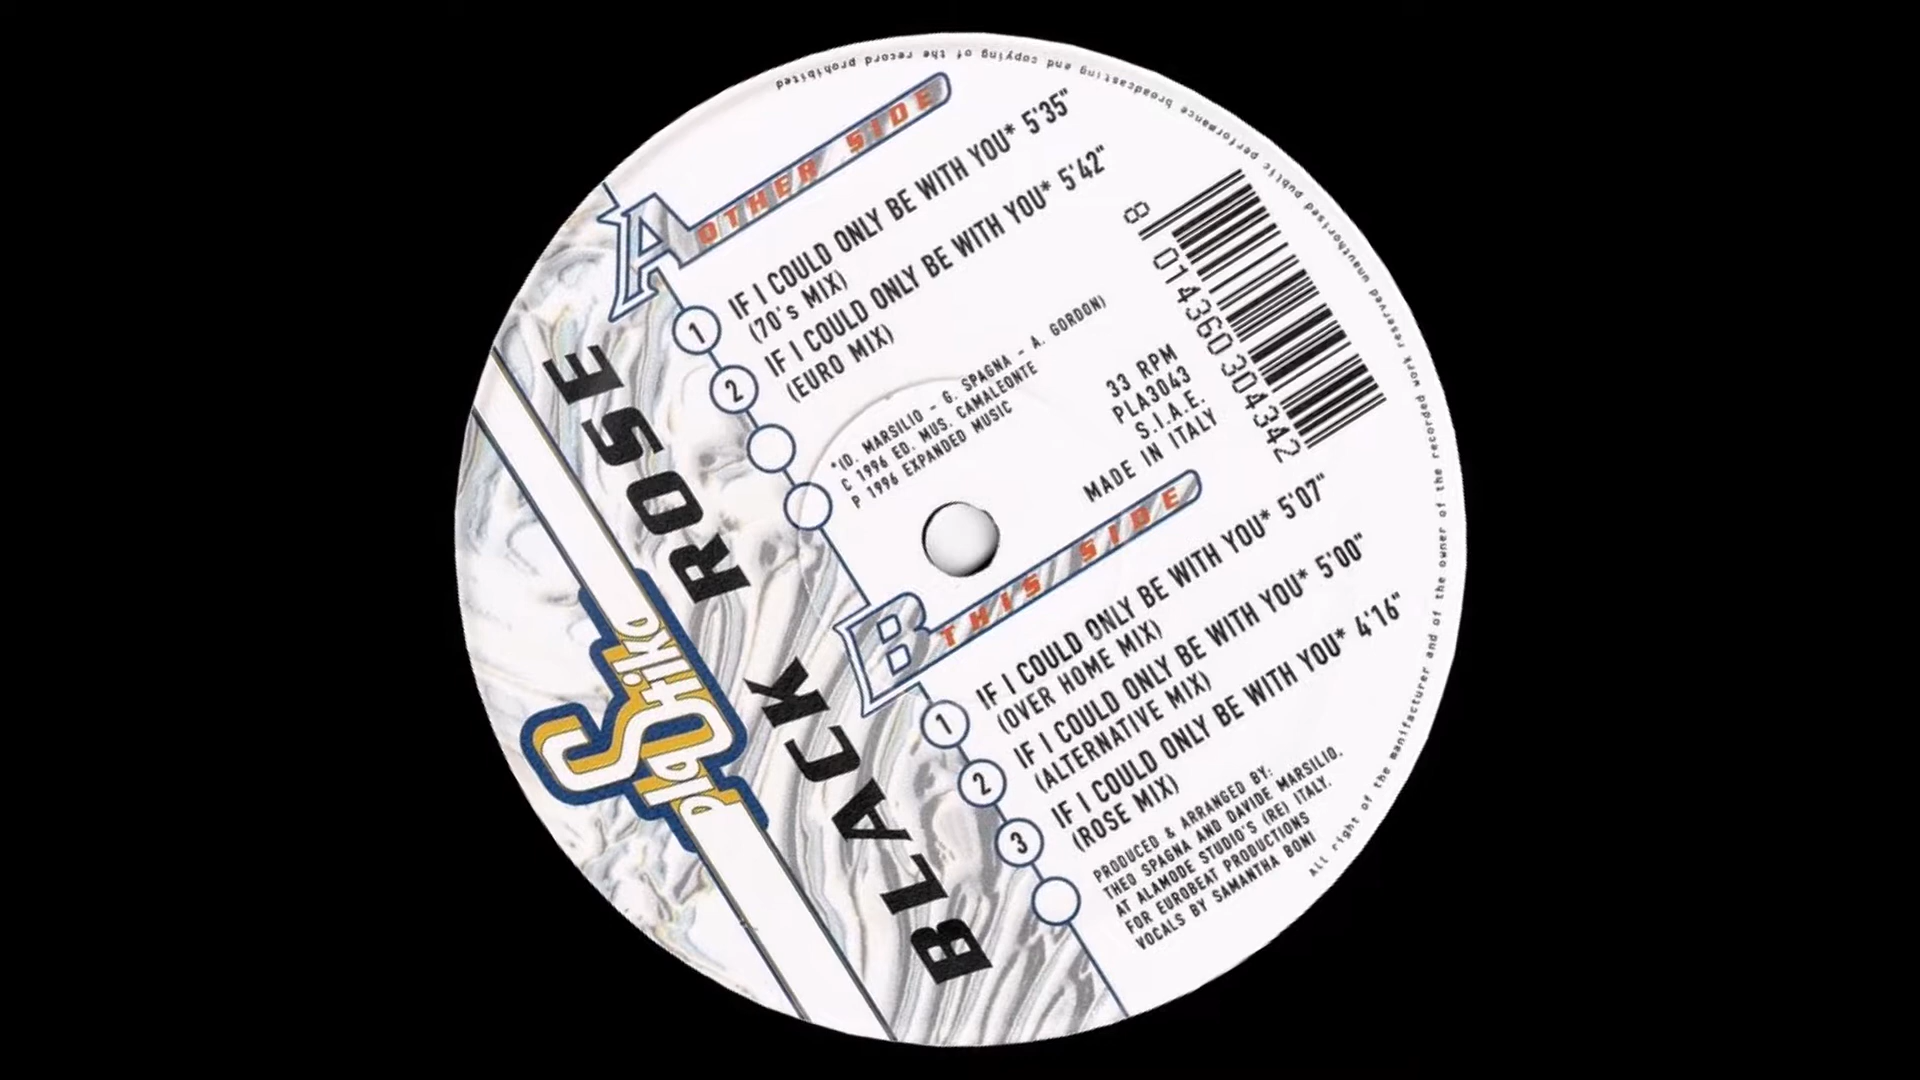 A OTHER SIDE
1 IF I COULD ONLY BE WITH YOU* 5'35"
(70's MIX)
2 IF I COULD ONLY BE WITH YOU* 5'42"
(EURO MIX)
*(D. MARSILIO - G. SPAGNA - A. GORDON)
C 1996 ED. MUS. CAMALEONTE
P 1996 EXPANDED MUSIC
33 RPM
PLA3043
S.I.A.E.
MADE IN ITALY
8 014360 304342
B THIS SIDE
1 IF I COULD ONLY BE WITH YOU* 5'07"
(OVER HOME MIX)
2 IF I COULD ONLY BE WITH YOU* 5'00"
(ALTERNATIVE MIX)
3 IF I COULD ONLY BE WITH YOU* 4'16"
(ROSE MIX)
PRODUCED & ARRANGED BY:
THEO SPAGNA AND DAVIDE MARSILIO.
AT ALAMODE STUDIO'S (RE) ITALY.
FOR EUROBEAT PRODUCTIONS
VOCALS BY SAMANTHA BONI
BLACK ROSE
plaStika
All right of the manifacturer and of the owner of the recorded work reserved unauthorised public performance broadcasting and copying of the record prohibited